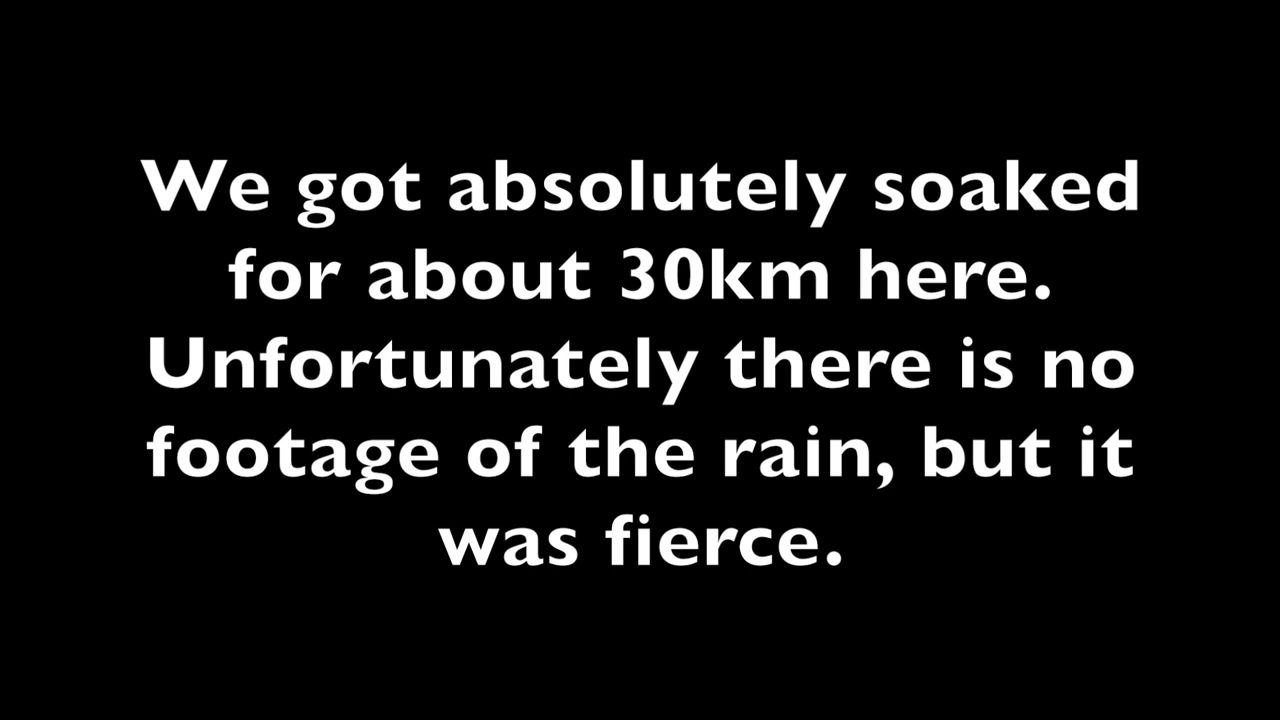 We got absolutely soaked
for about 30km here.
Unfortunately there is no
footage of the rain, but it
was fierce.